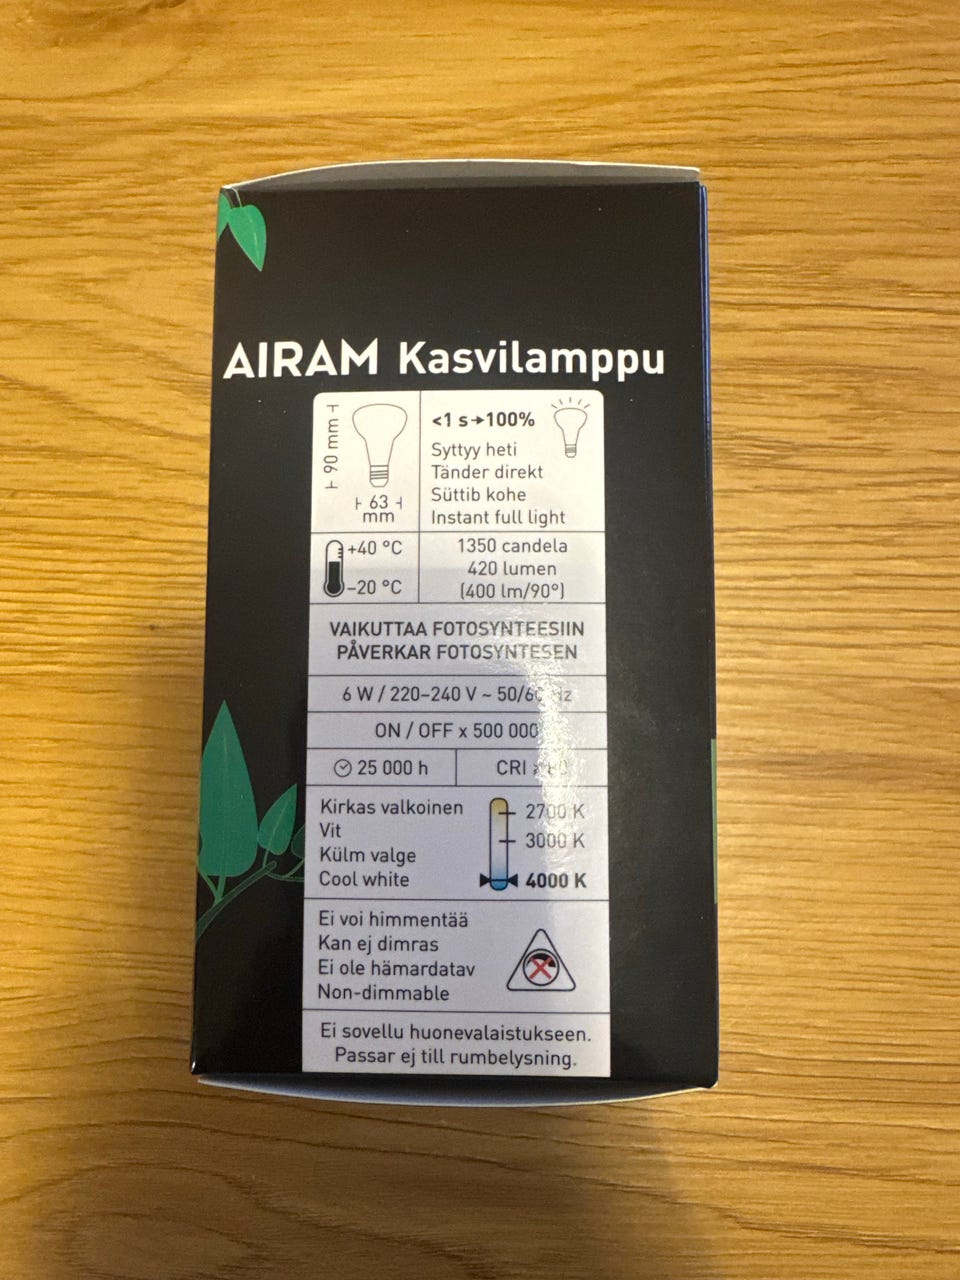 AIRAM Kasvilamppu
90 mm
63
mm
<1 s→100%
Syttyy heti
Tänder direkt
Süttib kohe
Instant full light
+40 °C
-20 °C
1350 candela
420 lumen
(400 lm/90°)
VAIKUTTAA FOTOSYNTEESIIN
PÅVERKAR FOTOSYNTESEN
6 W / 220–240 V ~ 50/60 Hz
ON / OFF x 500 000
25 000 h
CRI
Kirkas valkoinen
Vit
Külm valge
Cool white
2700 K
3000 K
4000 K
Ei voi himmentää
Kan ej dimras
Ei ole hämardatav
Non-dimmable
Ei sovellu huonevalaistukseen.
Passar ej till rumbelysning.